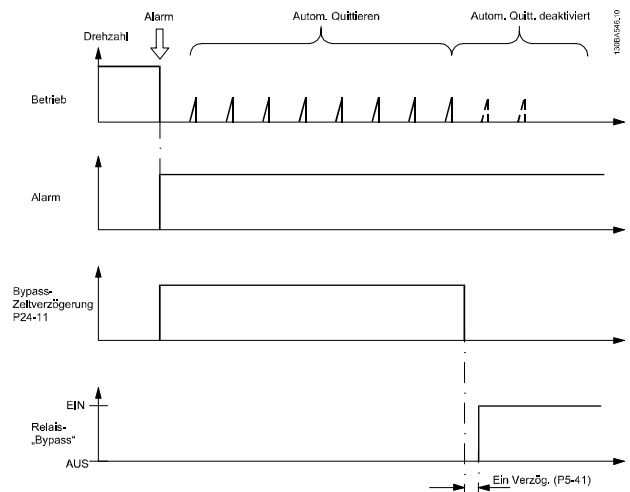 Alarm
Autom. Quittieren
Autom. Quitt. deaktiviert
130BA546.10
Drehzahl
Betrieb
Alarm
Bypass-
Zeitverzögerung
P24-11
EIN
Relais-
„Bypass“
AUS
Ein Verzög. (P5-41)